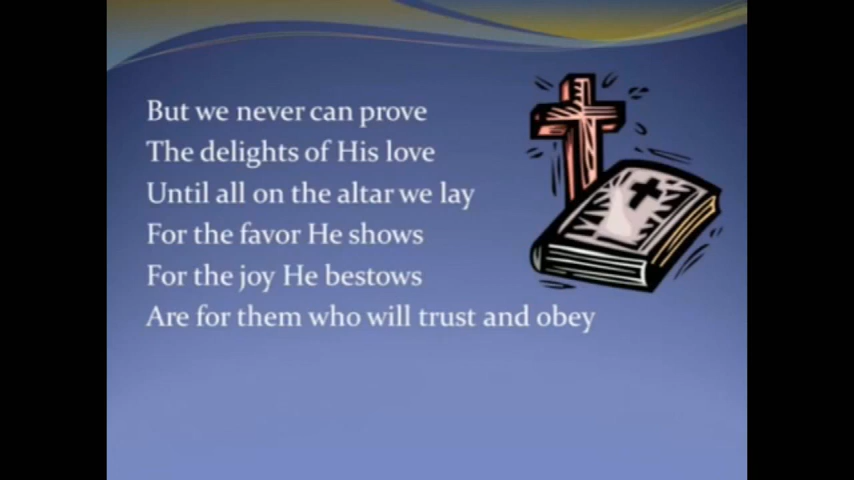 But we never can prove
The delights of His love
Until all on the altar we lay
For the favor He shows
For the joy He bestows
Are for them who will trust and obey